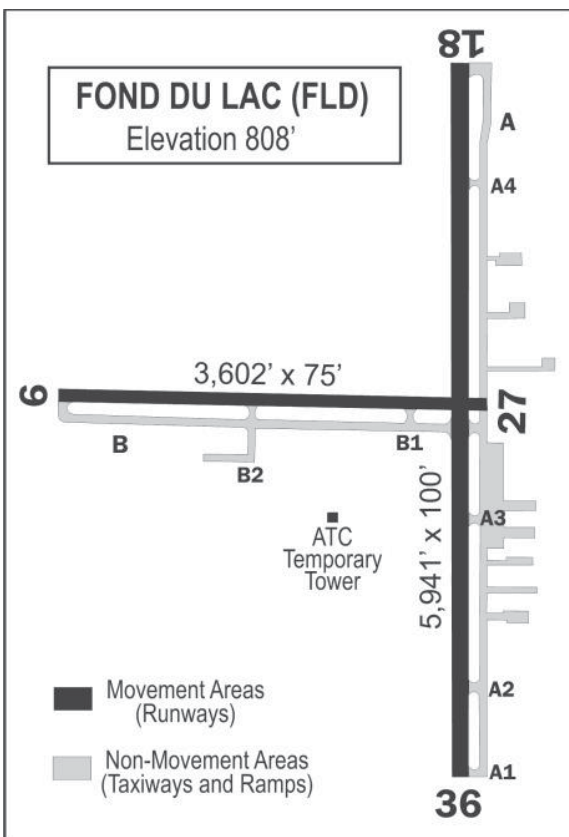 18
FOND DU LAC (FLD)
Elevation 808’
A
A4
3,602’ x 75’
9
27
B
B1
B2
A3
ATC
Temporary
Tower
5,941’ x 100’
Movement Areas
(Runways)
A2
Non-Movement Areas
(Taxiways and Ramps)
A1
36